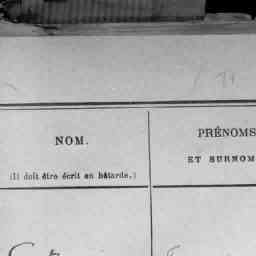 NOM.
(Il doit être écrit en bâtarde.)
PRÉNOMS
ET SURNOM